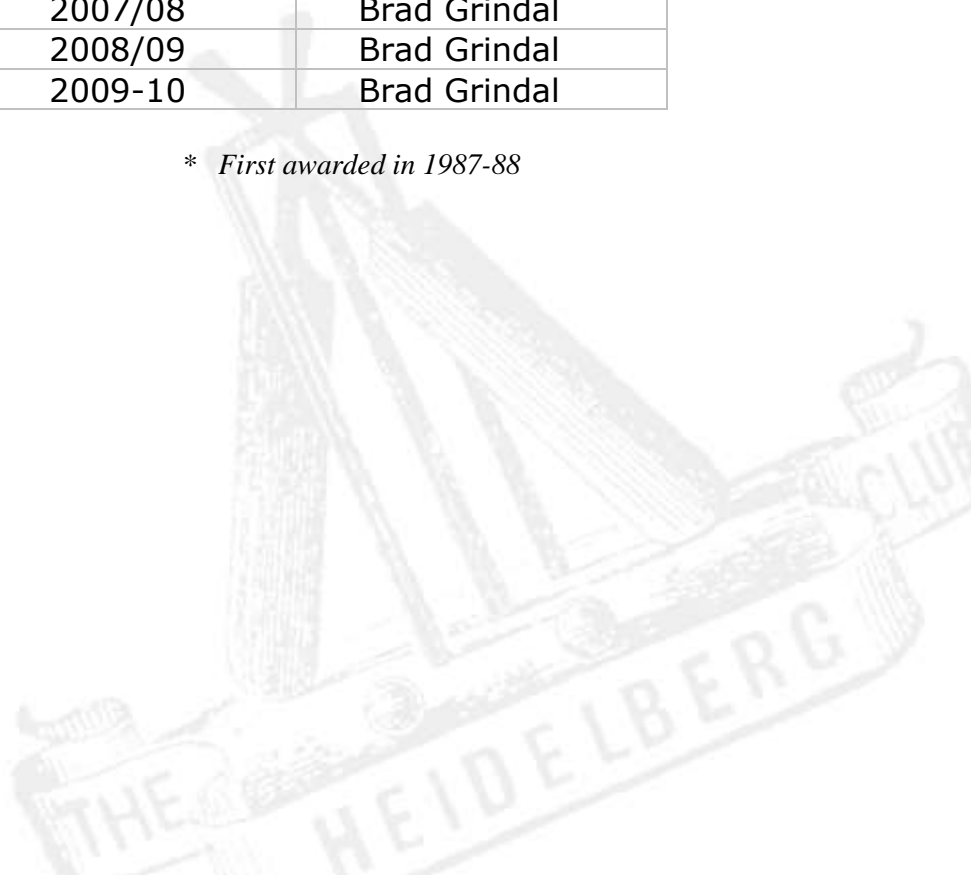 2007/08 Brad Grindal
2008/09 Brad Grindal
2009-10 Brad Grindal
* First awarded in 1987-88
CLUB
THE HEIDELBERG